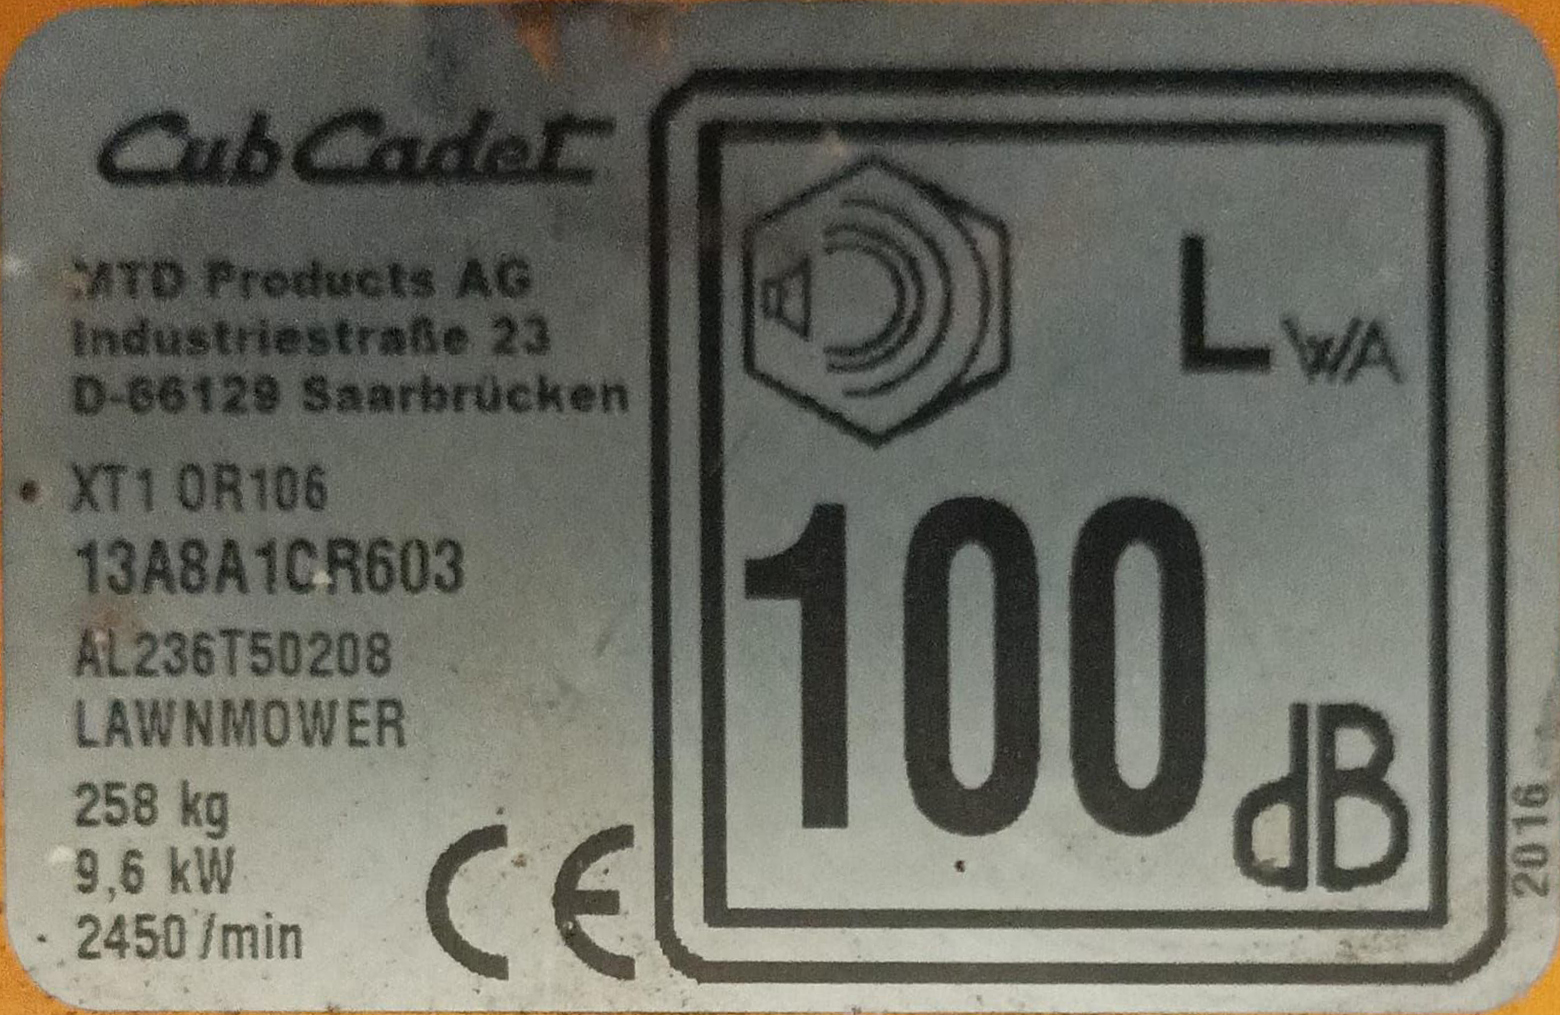 Cub Cadet
MTD Products AG
Industriestraße 23
D-66129 Saarbrücken
XT1 OR106
13A8A1CR603
AL236T50208
LAWNMOWER
258 kg
9,6 kW
2450 /min
CE
LWA
100
dB
2016